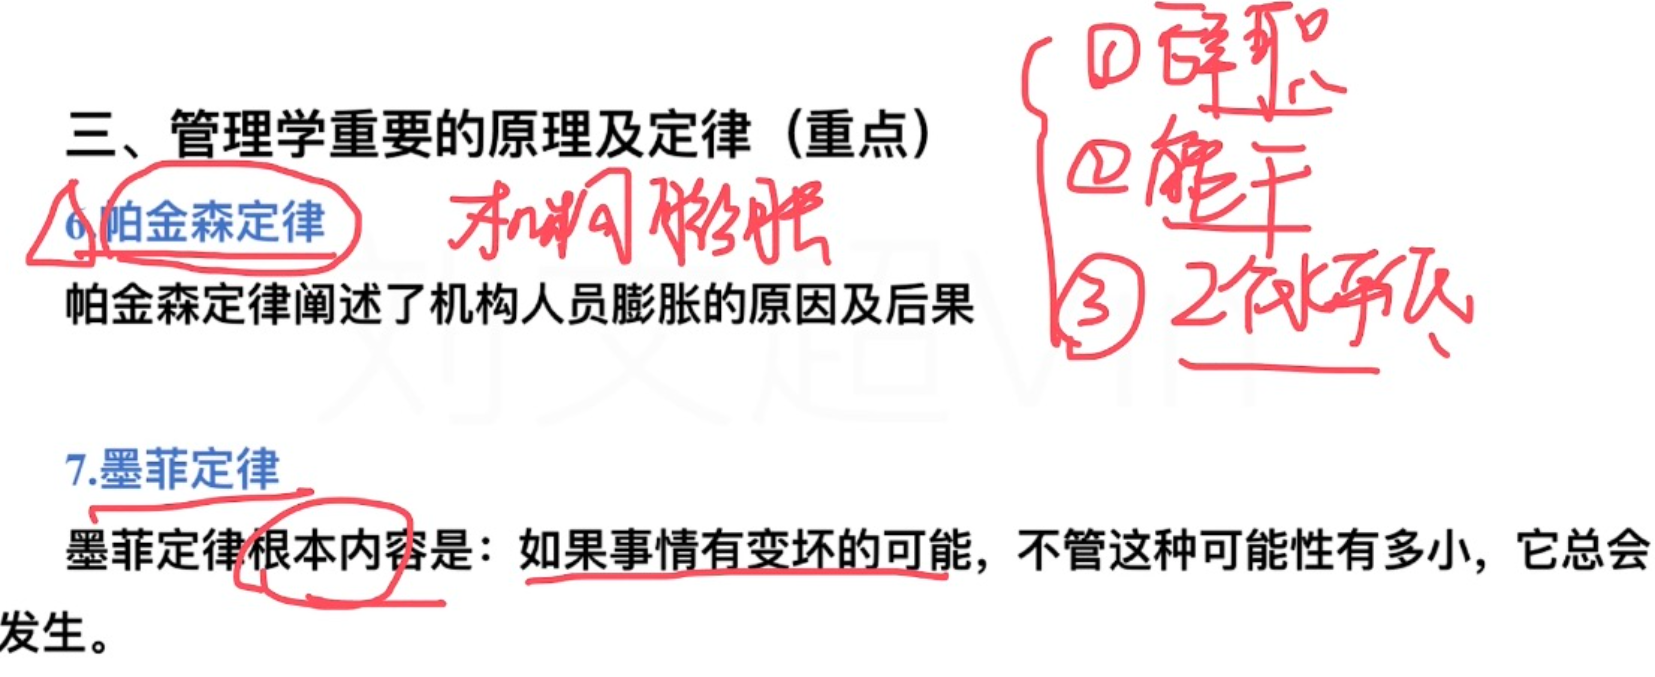 ①辞职
三、管理学重要的原理及定律（重点）
②能干
6.帕金森定律 机构膨胀
帕金森定律阐述了机构人员膨胀的原因及后果
③2个水平低
7.墨菲定律
墨菲定律根本内容是：如果事情有变坏的可能，不管这种可能性有多小，它总会
发生。